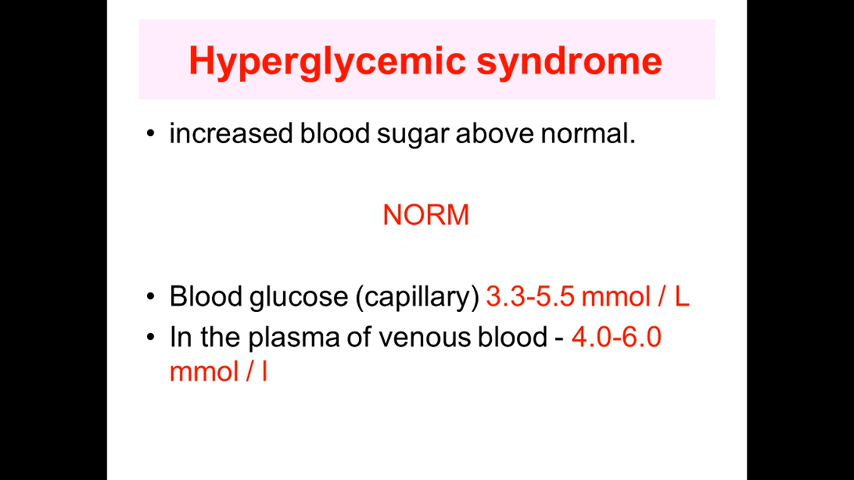 Hyperglycemic syndrome
• increased blood sugar above normal.
NORM
• Blood glucose (capillary) 3.3-5.5 mmol / L
• In the plasma of venous blood - 4.0-6.0
mmol / l